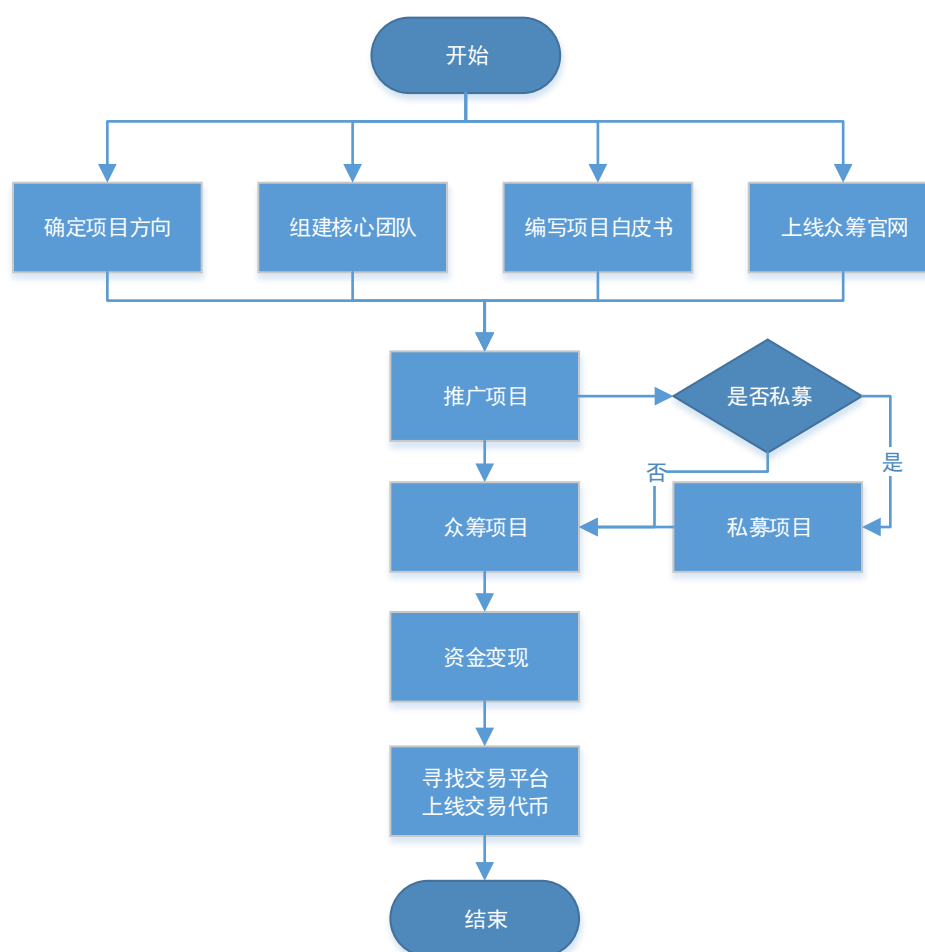 开始
确定项目方向
组建核心团队
编写项目白皮书
上线众筹官网
推广项目
是否私募
否
是
众筹项目
私募项目
资金变现
寻找交易平台
上线交易代币
结束